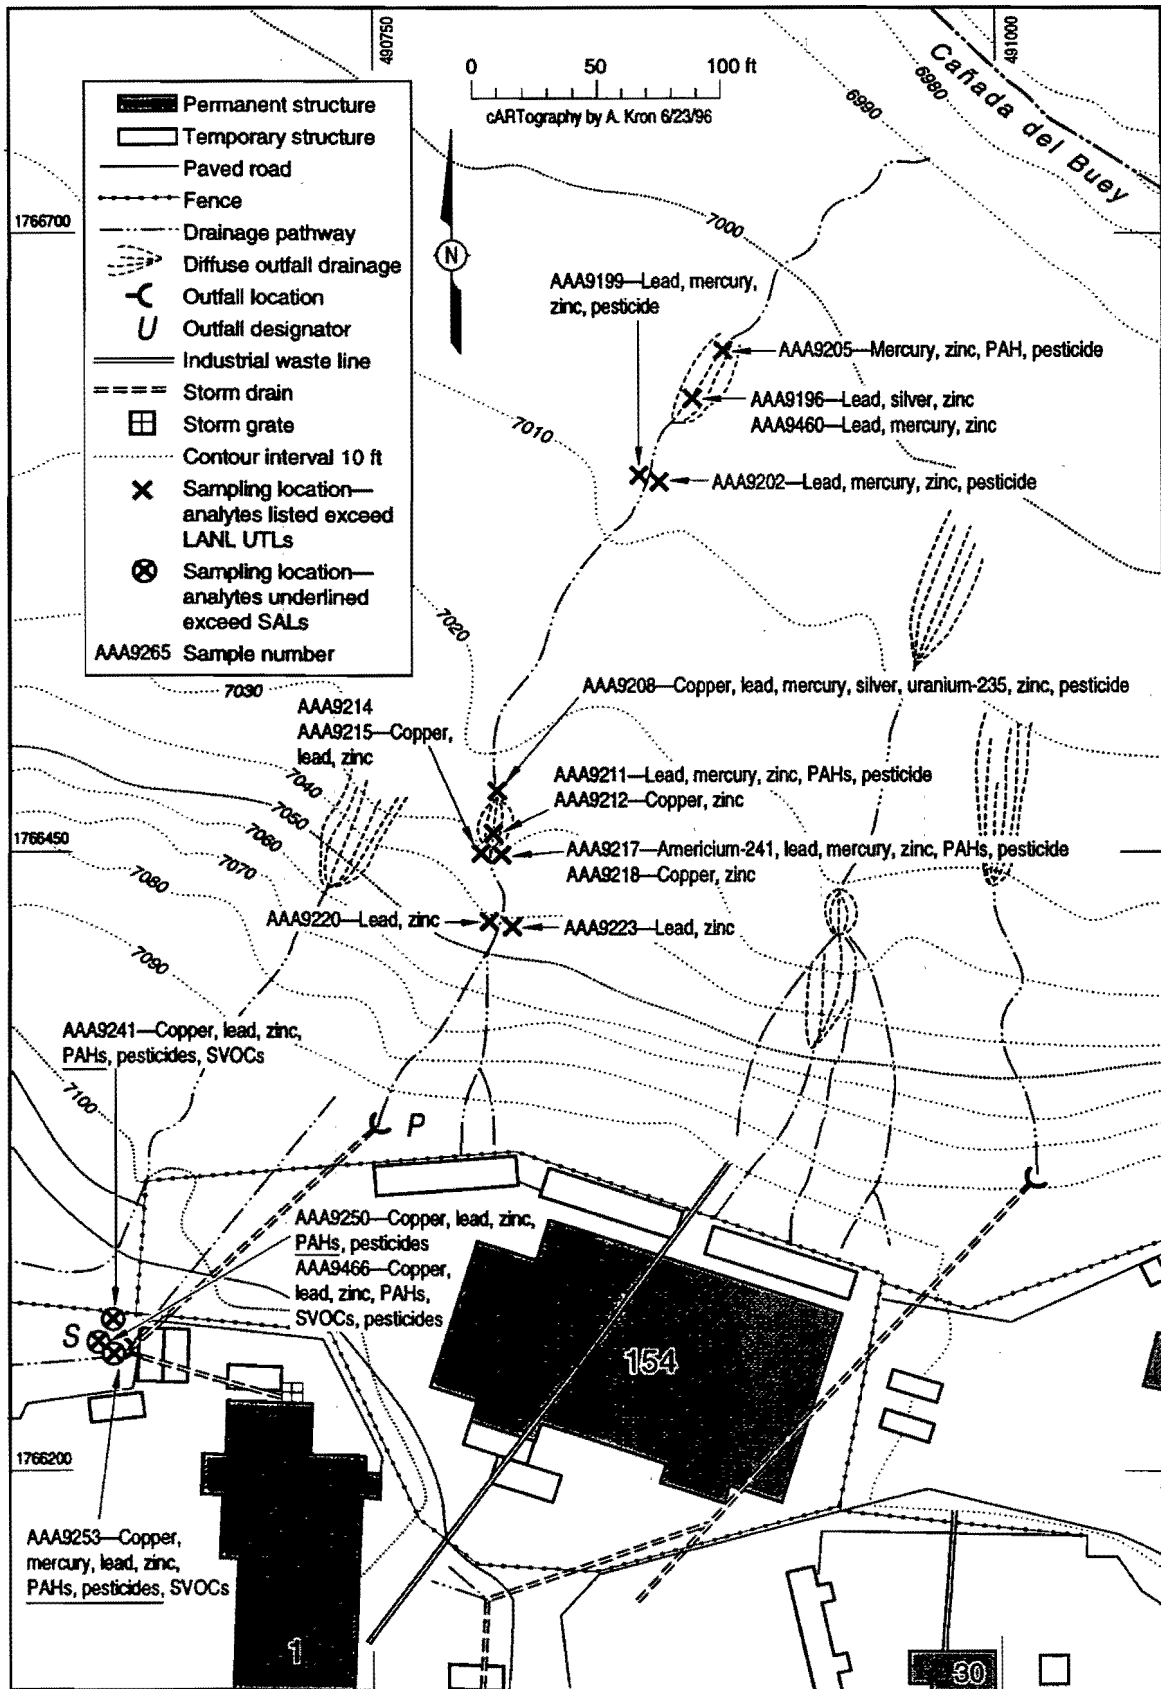 490750
491000
0 50 100 ft
cARTography by A. Kron 6/23/96
Cañada del Buey
6980
6990
Permanent structure
Temporary structure
Paved road
Fence
Drainage pathway
Diffuse outfall drainage
Outfall location
U Outfall designator
Industrial waste line
Storm drain
Storm grate
Contour interval 10 ft
Sampling location—
analytes listed exceed
LANL UTLs
Sampling location—
analytes underlined
exceed SALs
AAA9265 Sample number
1766700
N
7000
AAA9199—Lead, mercury,
zinc, pesticide
AAA9205—Mercury, zinc, PAH, pesticide
AAA9196—Lead, silver, zinc
AAA9460—Lead, mercury, zinc
7010
AAA9202—Lead, mercury, zinc, pesticide
7020
7030
AAA9208—Copper, lead, mercury, silver, uranium-235, zinc, pesticide
AAA9214
AAA9215—Copper,
lead, zinc
AAA9211—Lead, mercury, zinc, PAHs, pesticide
AAA9212—Copper, zinc
7040
7050
7060
7070
7080
7090
7100
1766450
AAA9217—Americium-241, lead, mercury, zinc, PAHs, pesticide
AAA9218—Copper, zinc
AAA9220—Lead, zinc
AAA9223—Lead, zinc
AAA9241—Copper, lead, zinc,
PAHs, pesticides, SVOCs
P
AAA9250—Copper, lead, zinc,
PAHs, pesticides
AAA9466—Copper,
lead, zinc, PAHs,
SVOCs, pesticides
S
154
1766200
AAA9253—Copper,
mercury, lead, zinc,
PAHs, pesticides, SVOCs
1
30